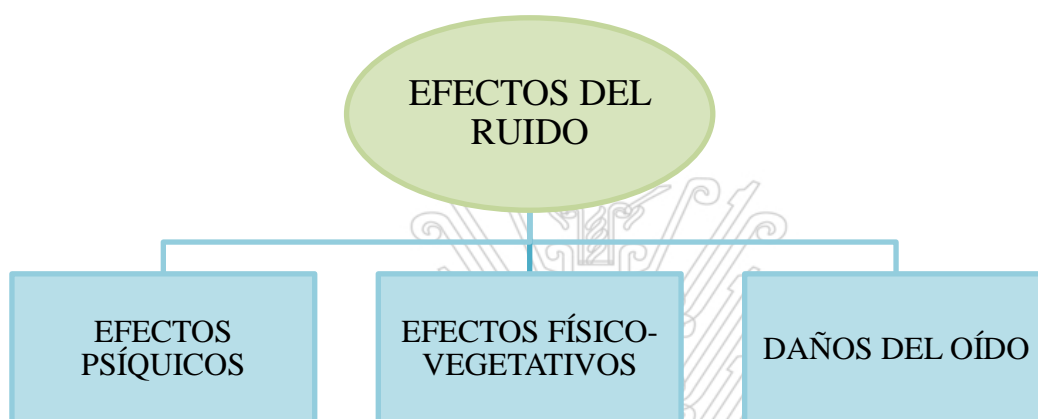 EFECTOS DEL
RUIDO
EFECTOS
PSÍQUICOS
EFECTOS FÍSICO-
VEGETATIVOS
DAÑOS DEL OÍDO